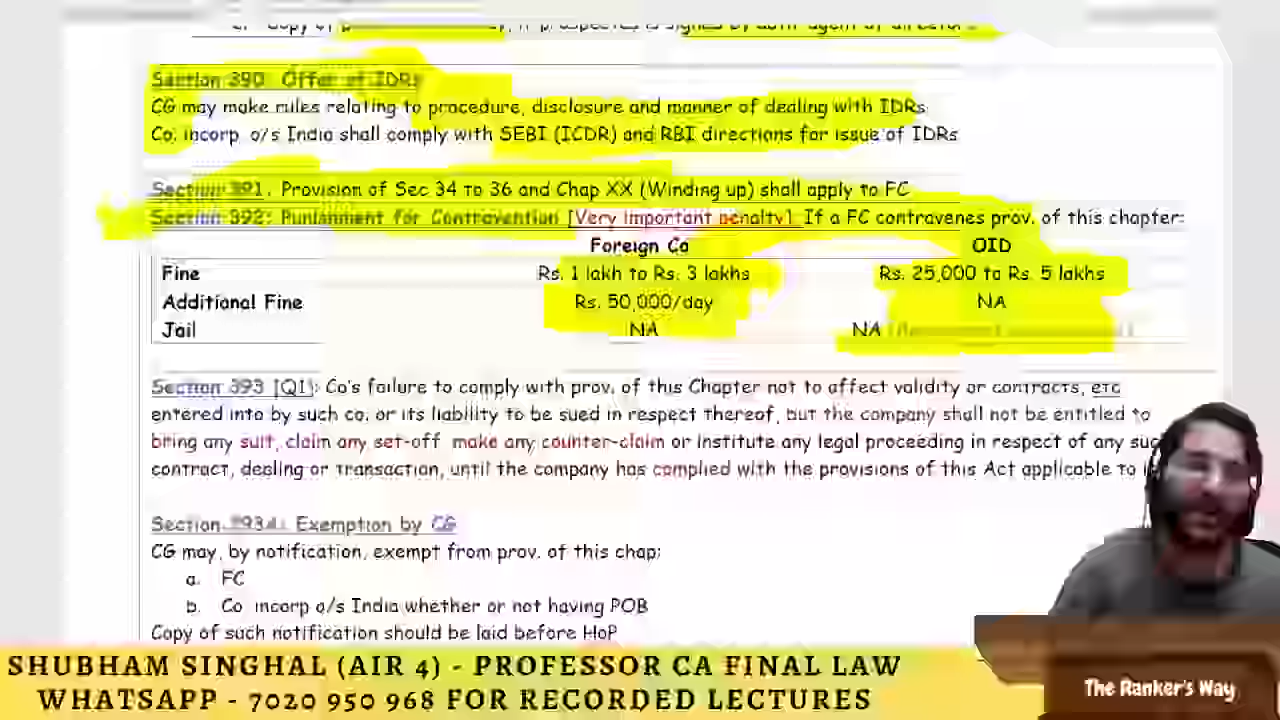 Section 390: Offer of IDRs
CG may make rules relating to procedure, disclosure and manner of dealing with IDRs
Co. incorp. o/s India shall comply with SEBI (ICDR) and RBI directions for issue of IDRs
Section 391. Provision of Sec 34 to 36 and Chap XX (Winding up) shall apply to FC
Section 392: Punishment for Contravention [Very important penalty]. If a FC contravenes prov. of this chapter:
Foreign Co OID
Fine Rs. 1 lakh to Rs. 3 lakhs Rs. 25,000 to Rs. 5 lakhs
Additional Fine Rs. 50,000/day NA
Jail NA NA
Section 393 [Q1]: Co's failure to comply with prov. of this Chapter not to affect validity or contracts, etc
entered into by such co. or its liability to be sued in respect thereof, but the company shall not be entitled to
bring any suit, claim any set-off make any counter-claim or institute any legal proceeding in respect of any suc
contract, dealing or transaction, until the company has complied with the provisions of this Act applicable to
Section 393A: Exemption by CG
CG may, by notification, exempt from prov. of this chap:
a. FC
b. Co incorp o/s India whether or not having POB
Copy of such notification should be laid before HoP
SHUBHAM SINGHAL (AIR 4) - PROFESSOR CA FINAL LAW
WHATSAPP - 7020 950 968 FOR RECORDED LECTURES
The Ranker's Way